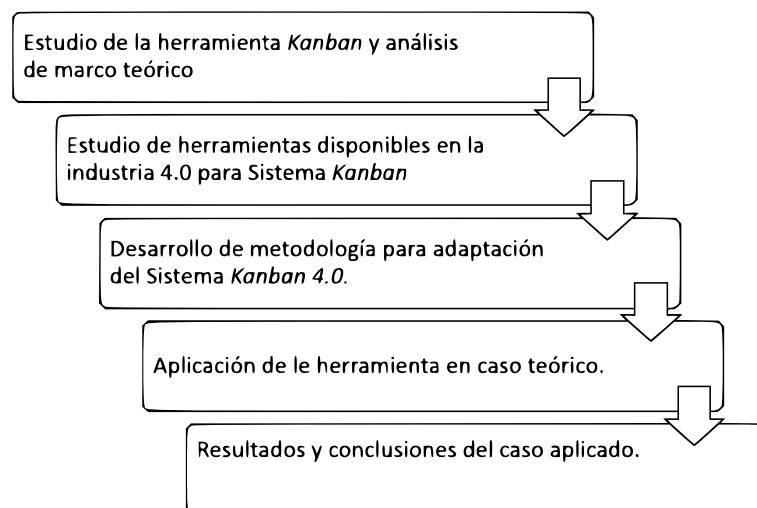 Estudio de la herramienta Kanban y análisis
de marco teórico
Estudio de herramientas disponibles en la
industria 4.0 para Sistema Kanban
Desarrollo de metodología para adaptación
del Sistema Kanban 4.0.
Aplicación de le herramienta en caso teórico.
Resultados y conclusiones del caso aplicado.